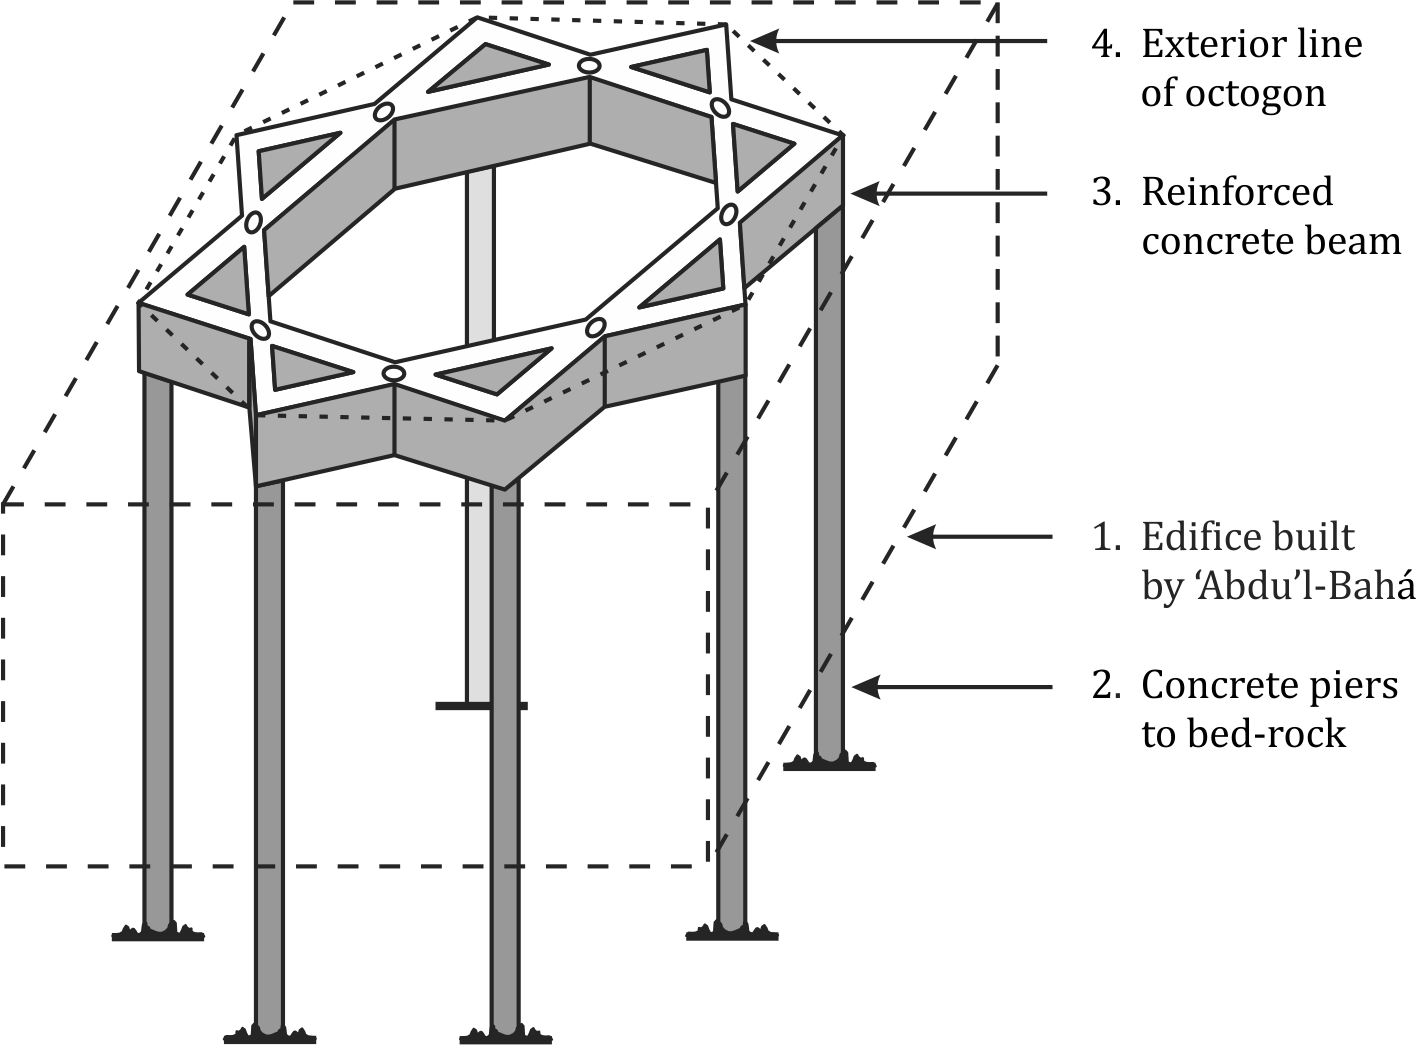 4. Exterior line
of octogon
3. Reinforced
concrete beam
1. Edifice built
by ‘Abdu’l-Bahá
2. Concrete piers
to bed-rock